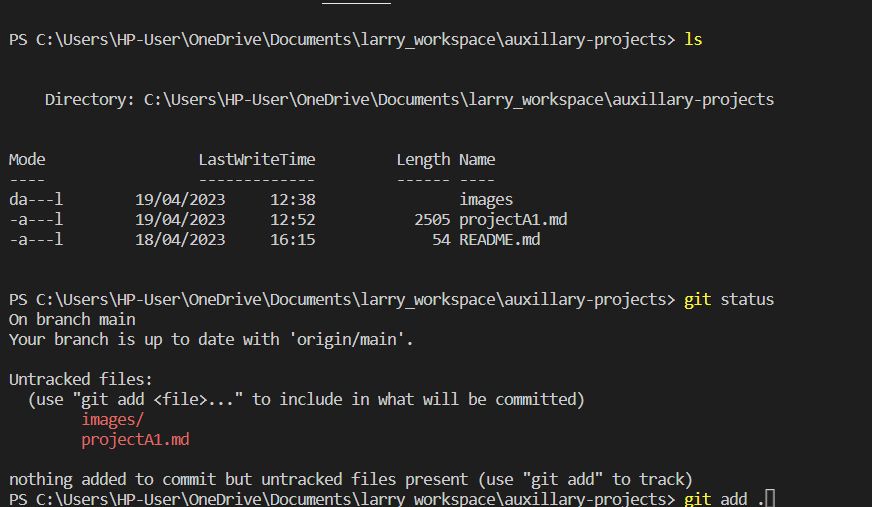 PS C:\Users\HP-User\OneDrive\Documents\larry_workspace\auxillary-projects> ls
Directory: C:\Users\HP-User\OneDrive\Documents\larry_workspace\auxillary-projects
Mode LastWriteTime Length Name
---- ------------- ------ ----
da---l 19/04/2023 12:38 images
-a---l 19/04/2023 12:52 2505 projectA1.md
-a---l 18/04/2023 16:15 54 README.md
PS C:\Users\HP-User\OneDrive\Documents\larry_workspace\auxillary-projects> git status
On branch main
Your branch is up to date with 'origin/main'.
Untracked files:
(use "git add <file>..." to include in what will be committed)
images/
projectA1.md
nothing added to commit but untracked files present (use "git add" to track)
PS C:\Users\HP-User\OneDrive\Documents\larry_workspace\auxillary-projects> git add .